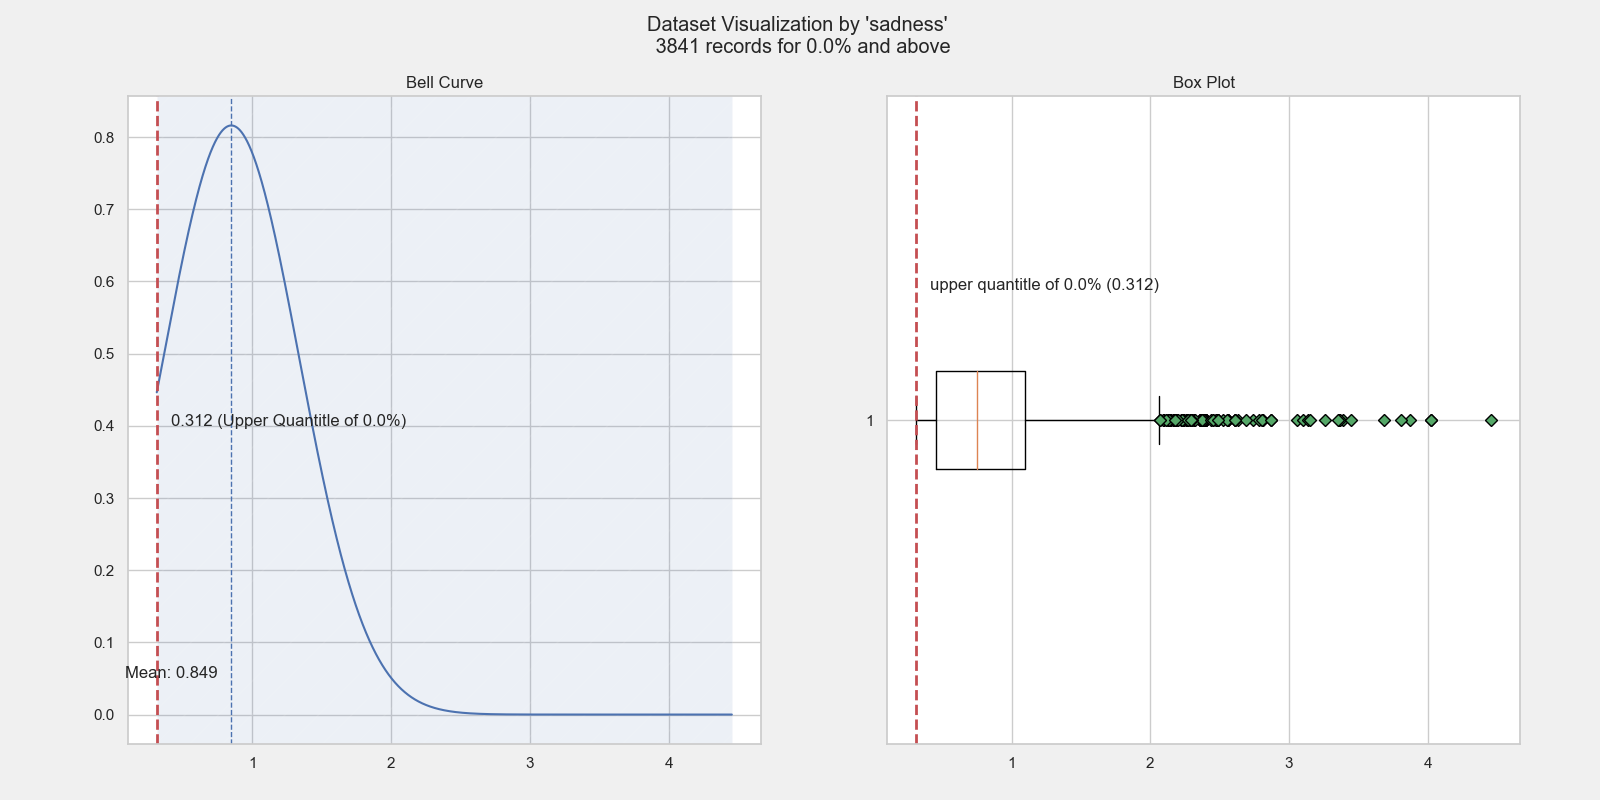 Dataset Visualization by 'sadness'
3841 records for 0.0% and above
Bell Curve
0.8
0.7
0.6
0.5
0.4
0.3
0.2
0.1
0.0
0.312 (Upper Quantitle of 0.0%)
Mean: 0.849
1 2 3 4
Box Plot
upper quantitle of 0.0% (0.312)
1
1 2 3 4